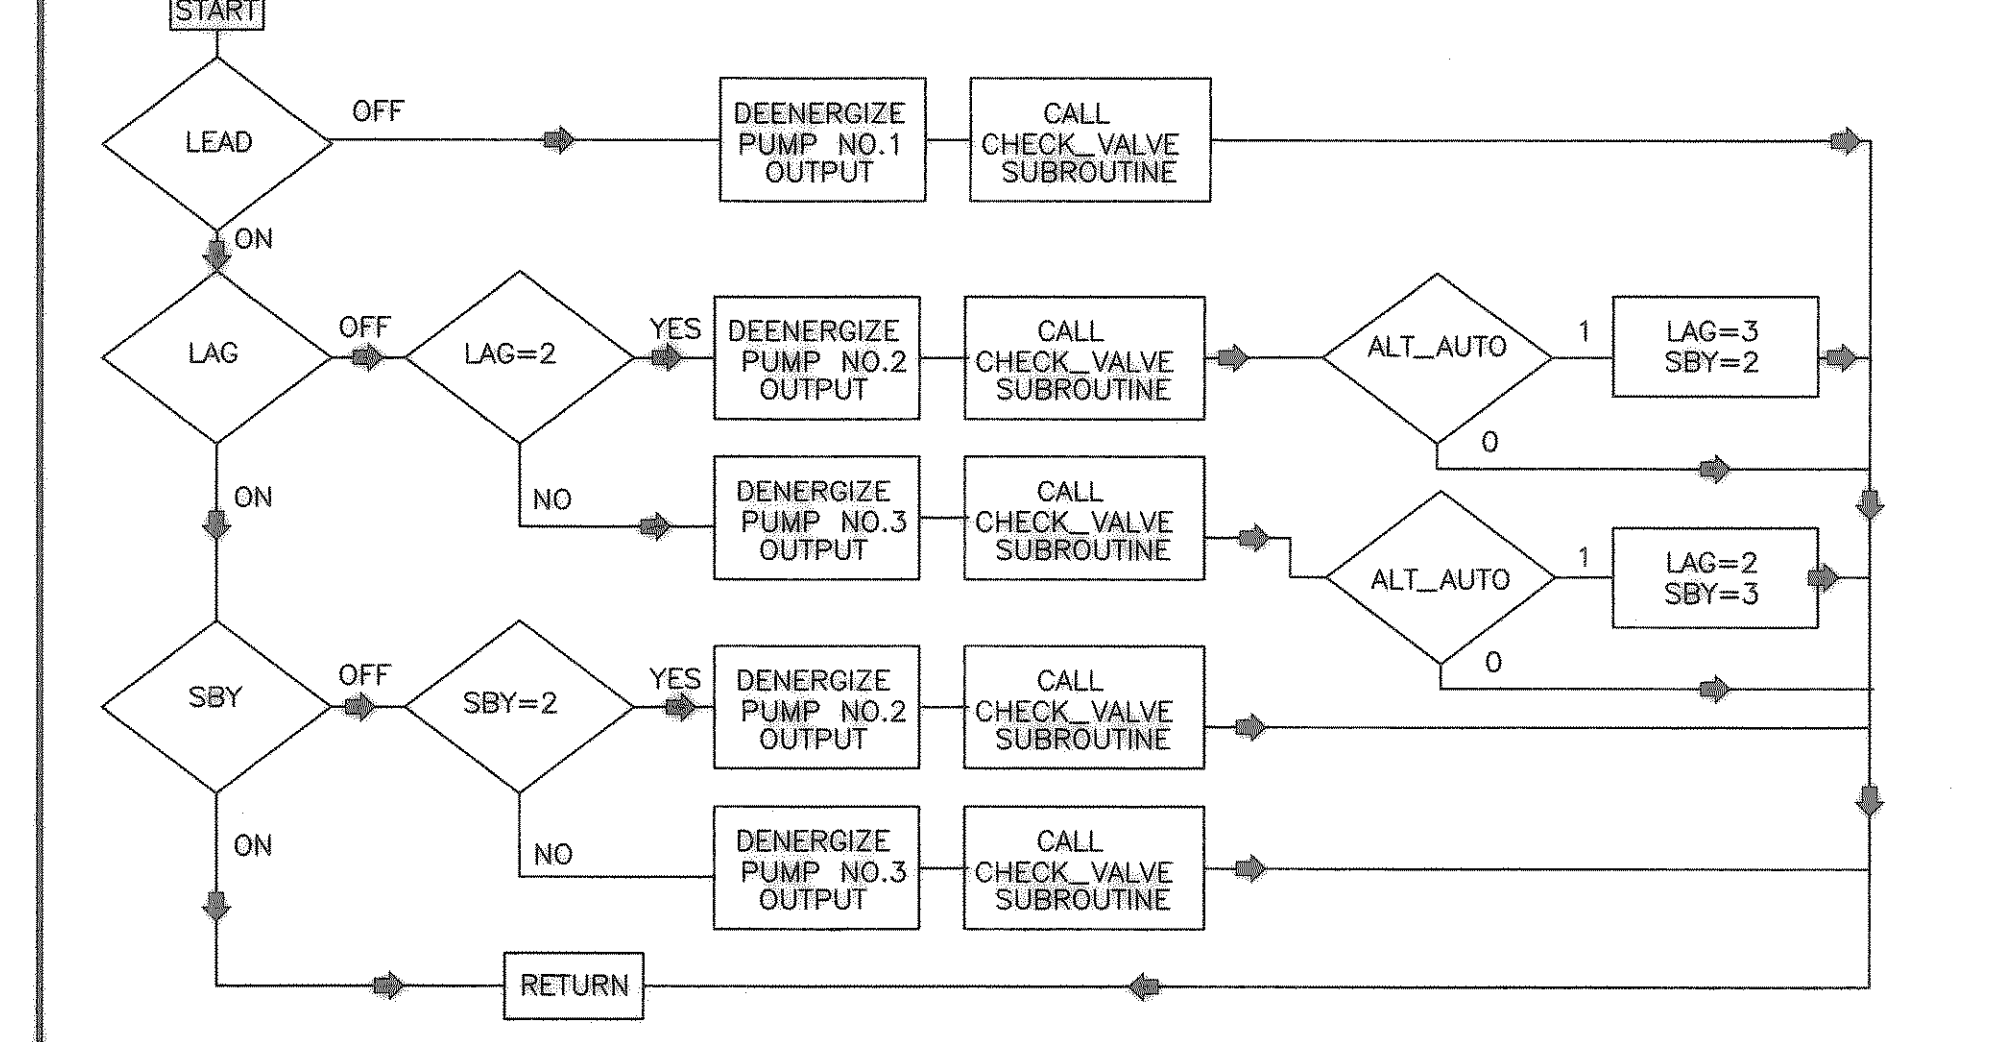 START
LEAD
OFF
DEENERGIZE
PUMP NO.1
OUTPUT
CALL
CHECK_VALVE
SUBROUTINE
ON
LAG
OFF
LAG=2
YES
DEENERGIZE
PUMP NO.2
OUTPUT
CALL
CHECK_VALVE
SUBROUTINE
ALT_AUTO
1
LAG=3
SBY=2
0
NO
DENERGIZE
PUMP NO.3
OUTPUT
CALL
CHECK_VALVE
SUBROUTINE
ALT_AUTO
1
LAG=2
SBY=3
0
ON
SBY
OFF
SBY=2
YES
DENERGIZE
PUMP NO.2
OUTPUT
CALL
CHECK_VALVE
SUBROUTINE
NO
DENERGIZE
PUMP NO.3
OUTPUT
CALL
CHECK_VALVE
SUBROUTINE
ON
RETURN